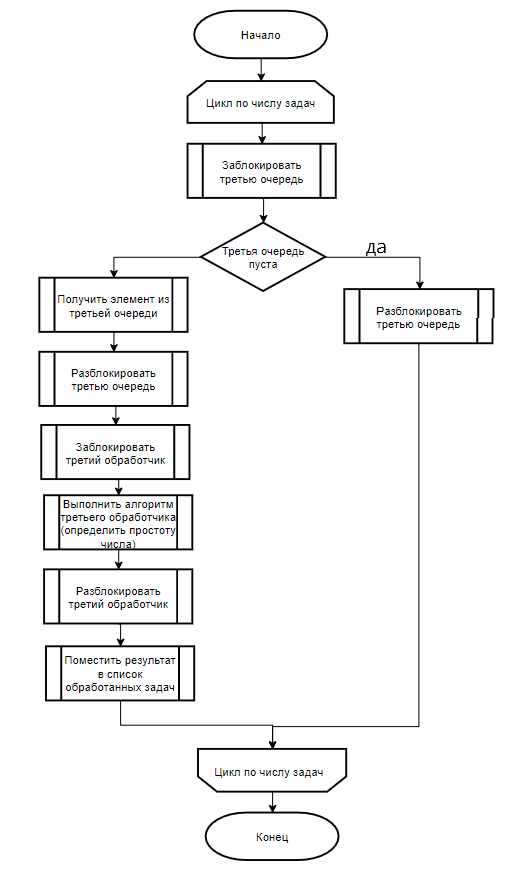 Начало
Цикл по числу задач
Заблокировать
третью очередь
Третья очередь
пуста
да
Получить элемент из
третьей очереди
Разблокировать
третью очередь
Разблокировать
третью очередь
Заблокировать
третий обработчик
Выполнить алгоритм
третьего обработчика
(определить простоту
числа)
Разблокировать
третий обработчик
Поместить результат
в список
обработанных задач
Цикл по числу задач
Конец